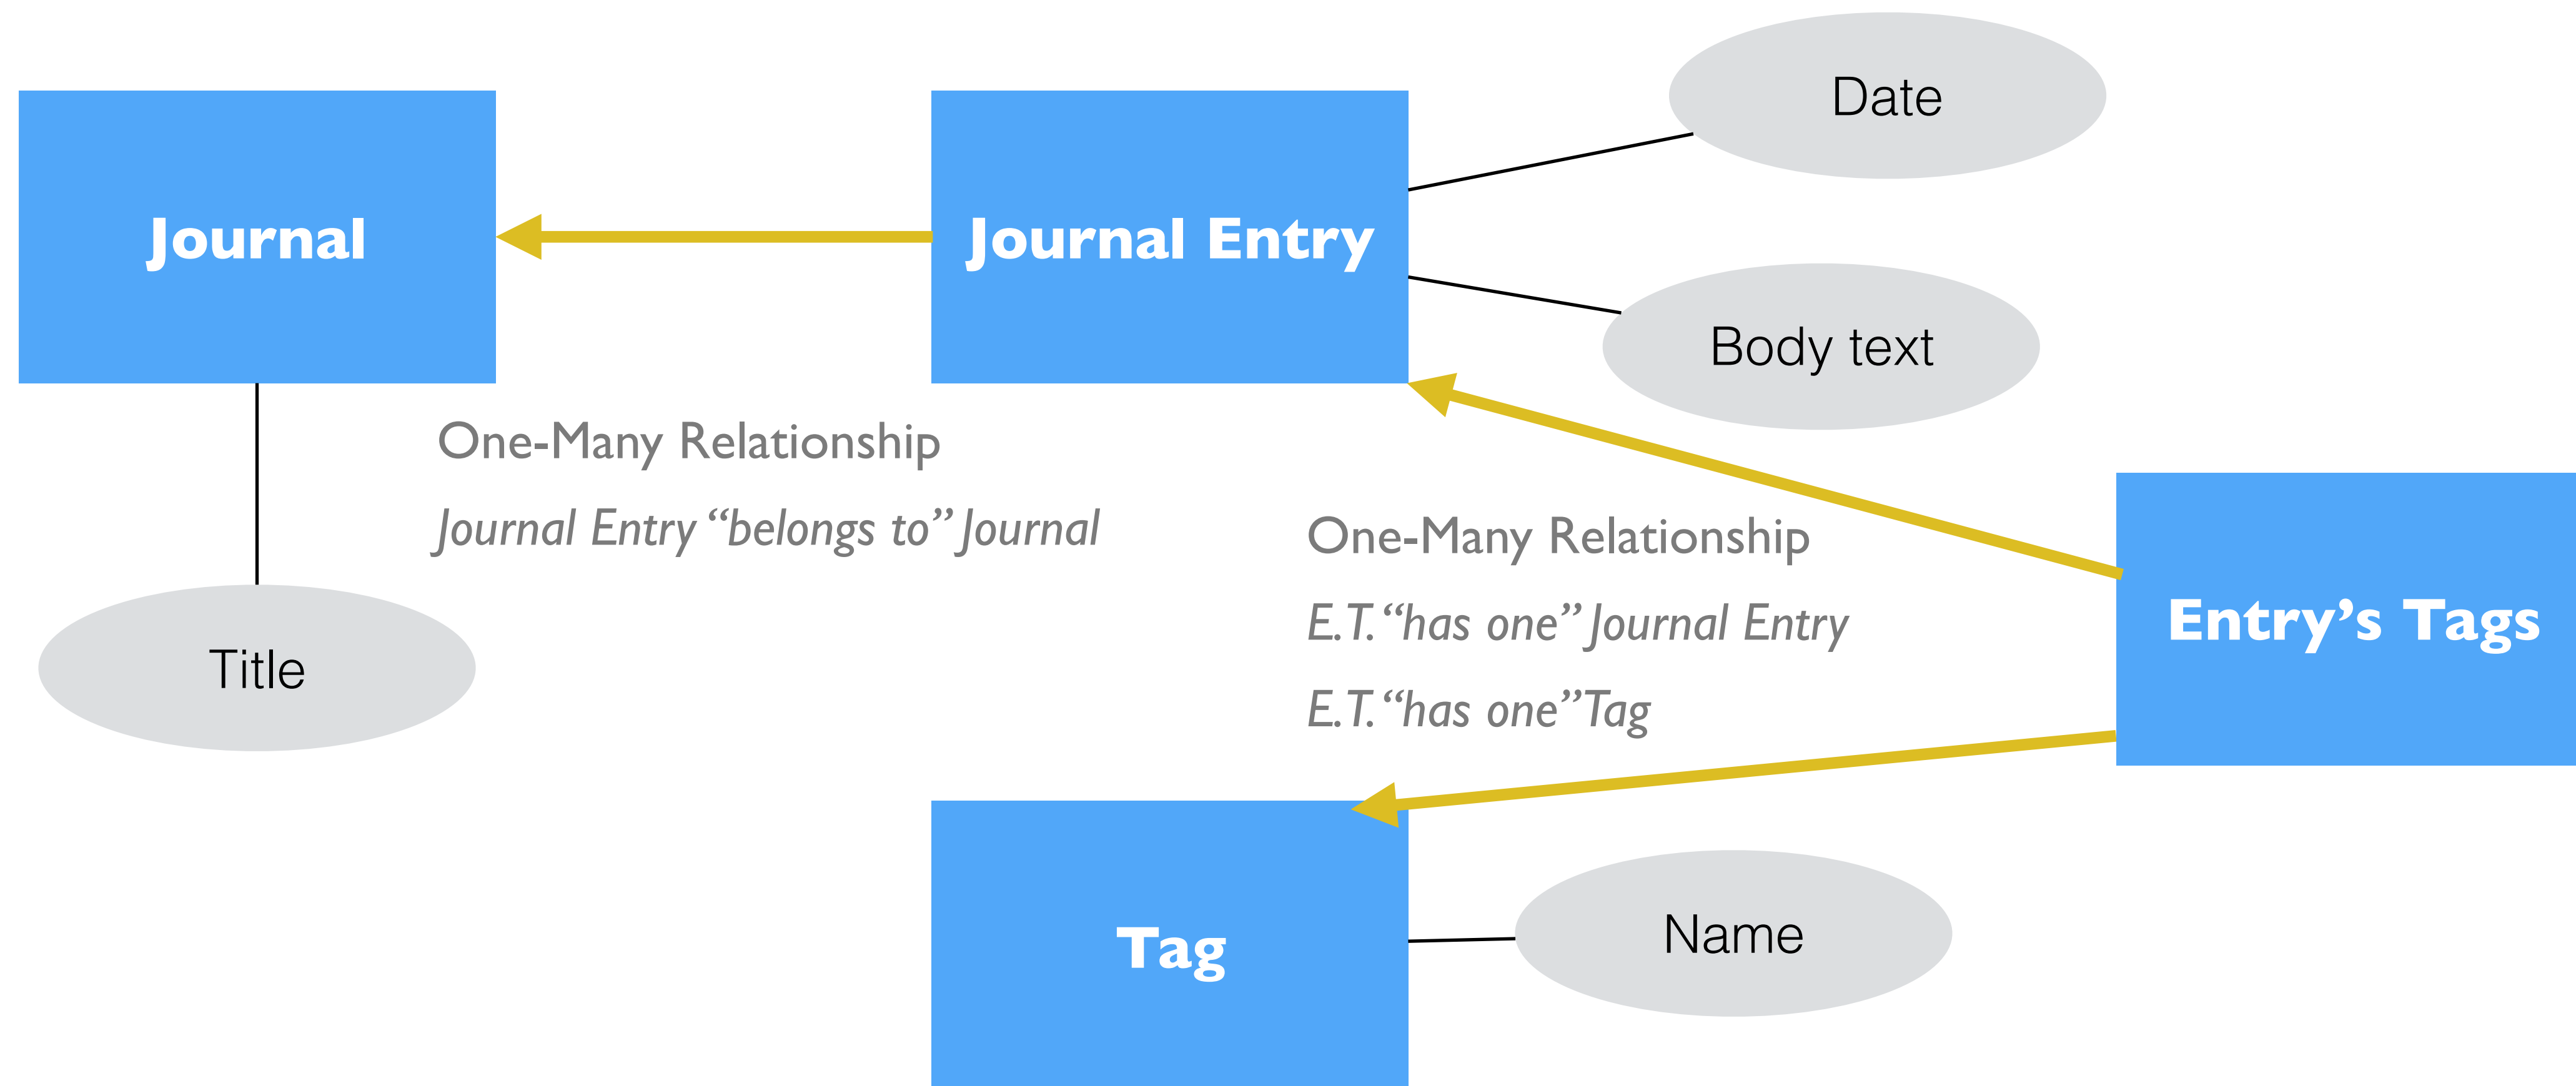 Date
Journal
Journal Entry
Body text
One-Many Relationship
Journal Entry “belongs to” Journal
One-Many Relationship
E.T. “has one” Journal Entry
E.T. “has one” Tag
Entry’s Tags
Title
Tag
Name